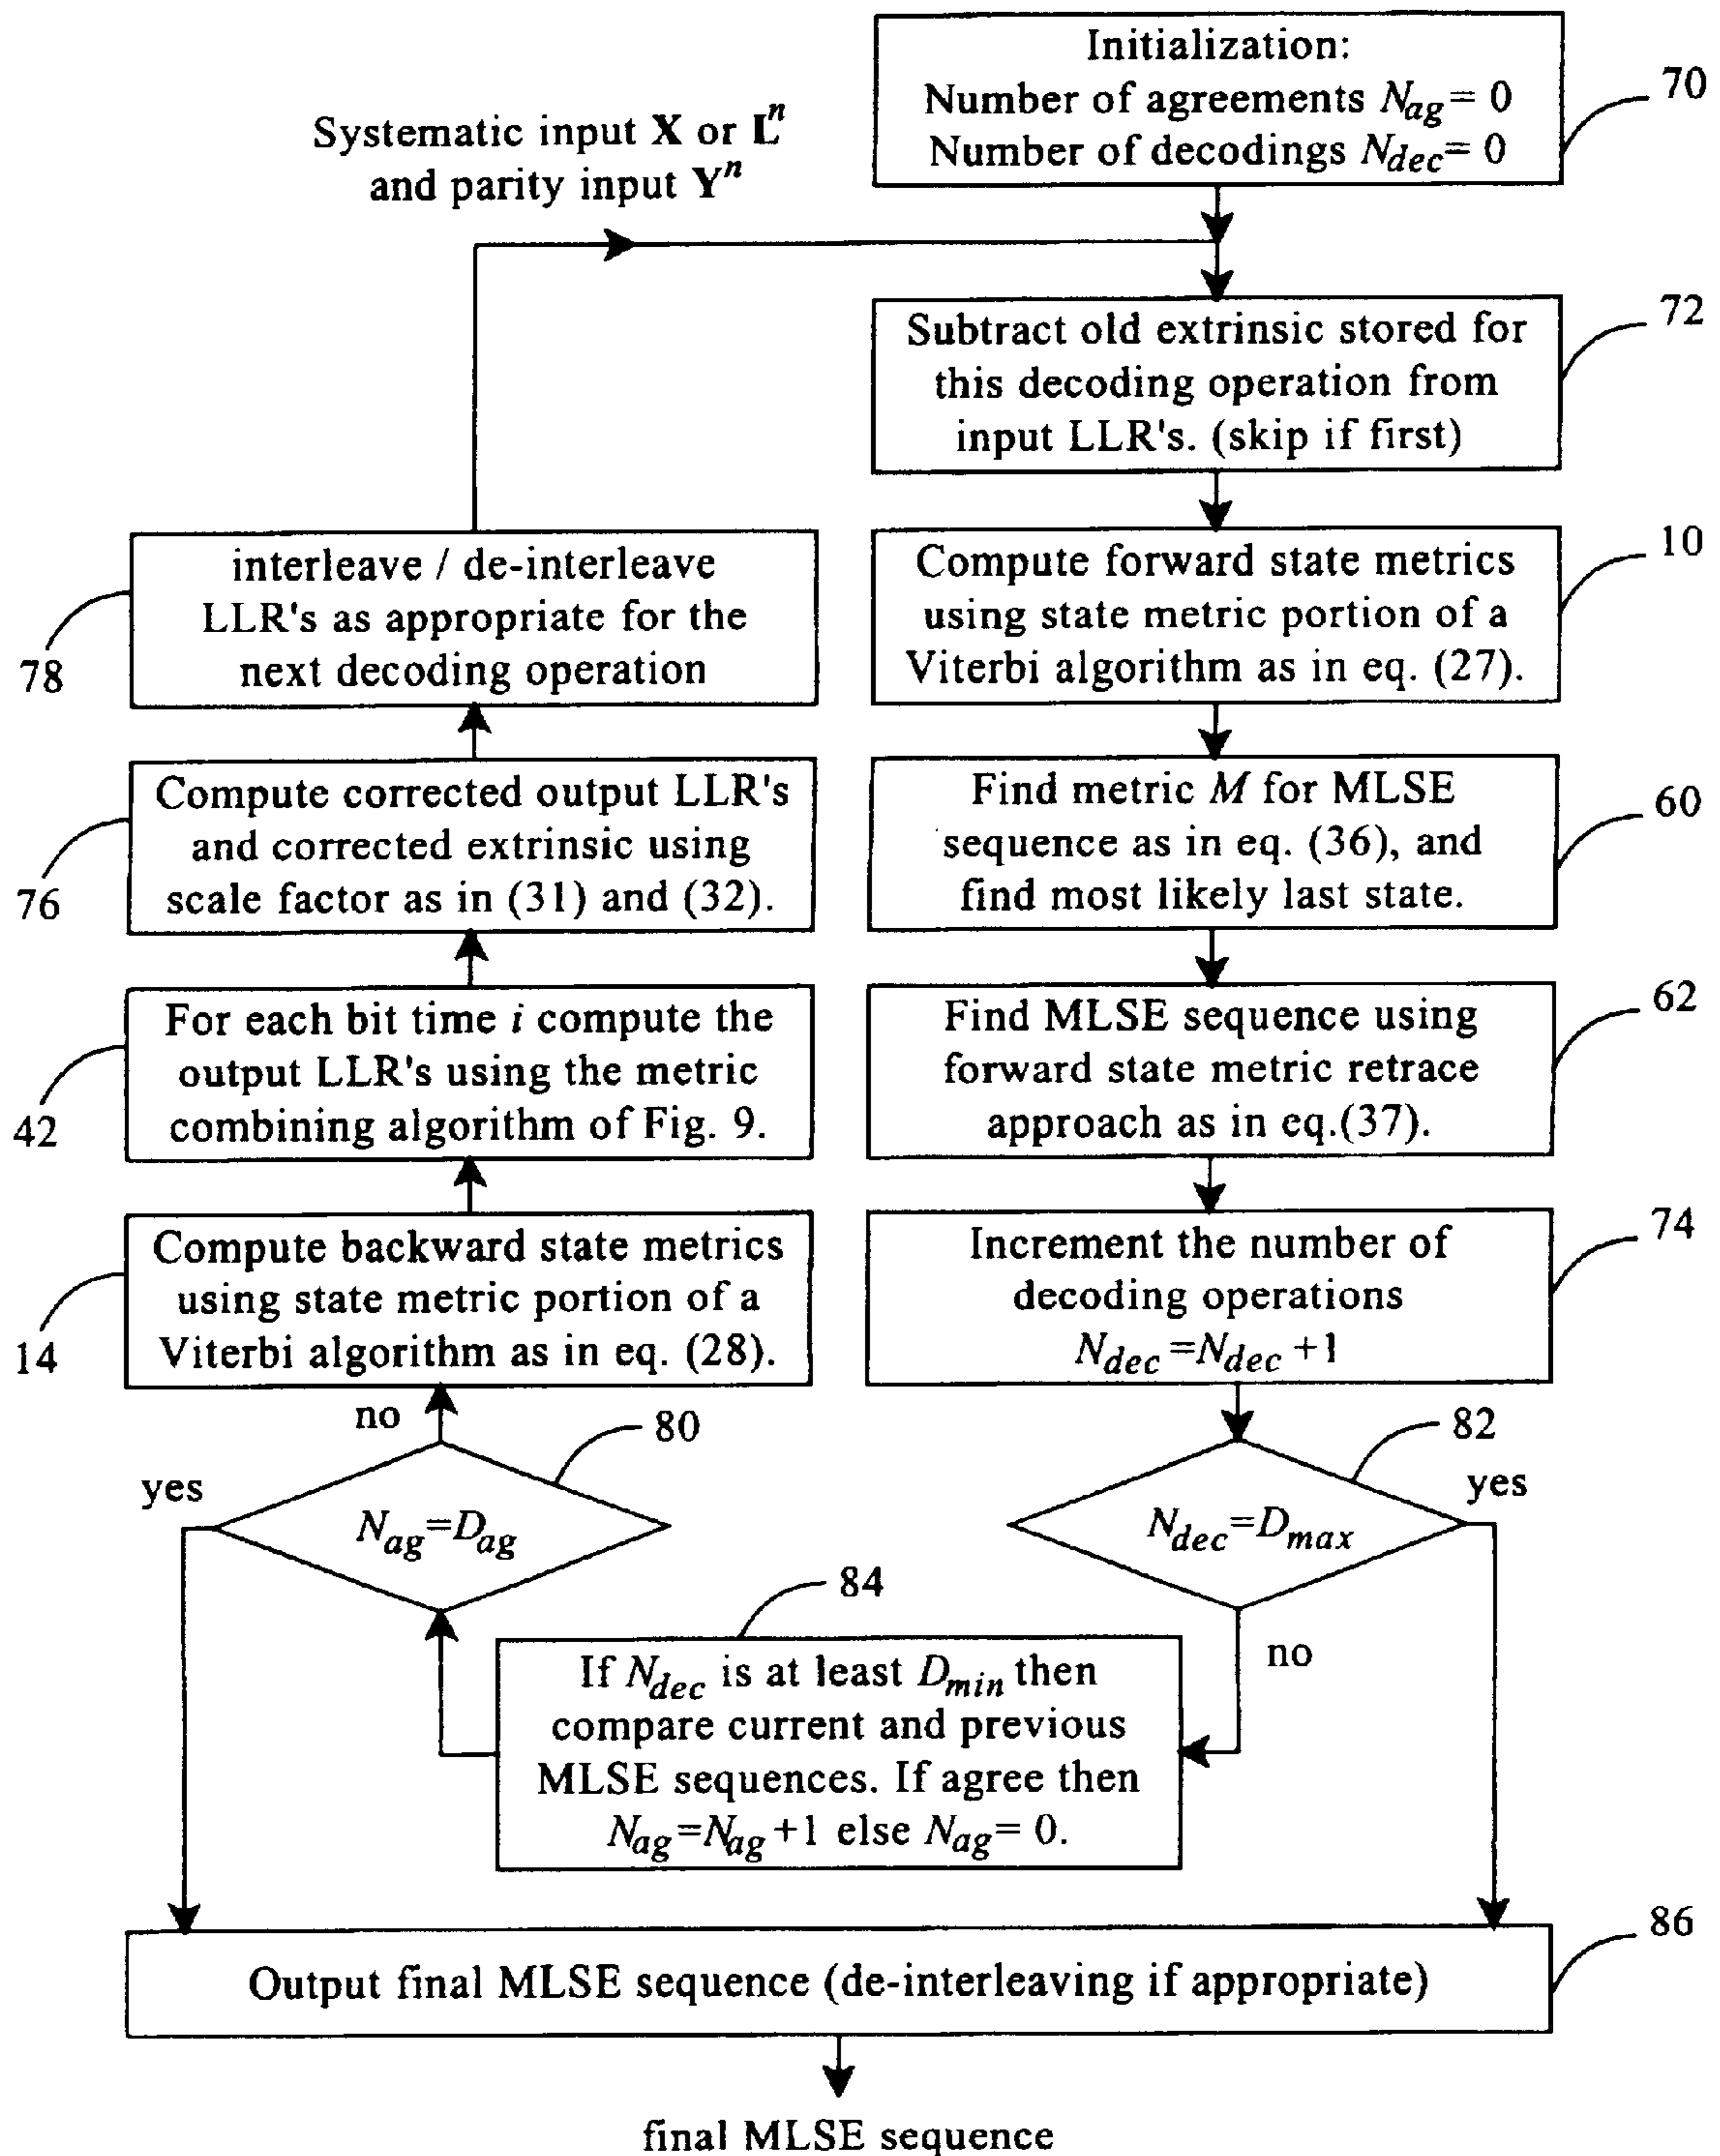 Initialization:
Number of agreements N_ag = 0
Number of decodings N_dec = 0
70
Systematic input X or L^n
and parity input Y^n
Subtract old extrinsic stored for
this decoding operation from
input LLR's. (skip if first)
72
Compute forward state metrics
using state metric portion of a
Viterbi algorithm as in eq. (27).
10
Find metric M for MLSE
sequence as in eq. (36), and
find most likely last state.
60
Find MLSE sequence using
forward state metric retrace
approach as in eq.(37).
62
Increment the number of
decoding operations
N_dec =N_dec +1
74
N_dec =D_max
82
yes
no
If N_dec is at least D_min then
compare current and previous
MLSE sequences. If agree then
N_ag =N_ag +1 else N_ag = 0.
84
N_ag =D_ag
80
yes
no
Compute backward state metrics
using state metric portion of a
Viterbi algorithm as in eq. (28).
14
For each bit time i compute the
output LLR's using the metric
combining algorithm of Fig. 9.
42
Compute corrected output LLR's
and corrected extrinsic using
scale factor as in (31) and (32).
76
interleave / de-interleave
LLR's as appropriate for the
next decoding operation
78
Output final MLSE sequence (de-interleaving if appropriate)
86
final MLSE sequence